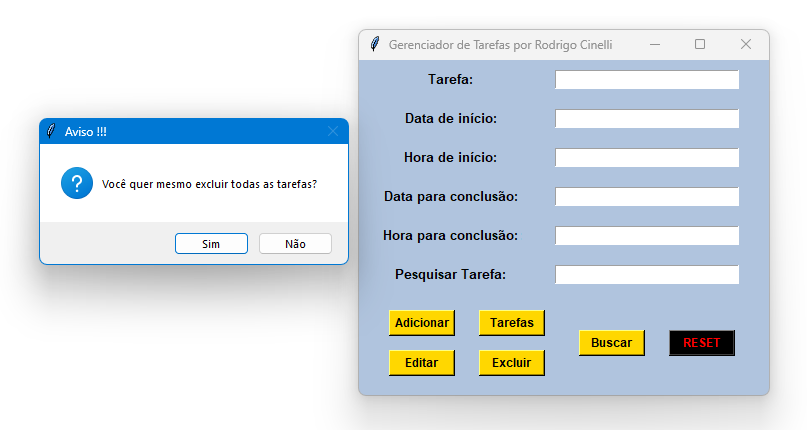 Aviso !!!
Você quer mesmo excluir todas as tarefas?
Sim Não
Gerenciador de Tarefas por Rodrigo Cinelli
Tarefa:
Data de início:
Hora de início:
Data para conclusão:
Hora para conclusão:
Pesquisar Tarefa:
Adicionar Tarefas
Buscar RESET
Editar Excluir